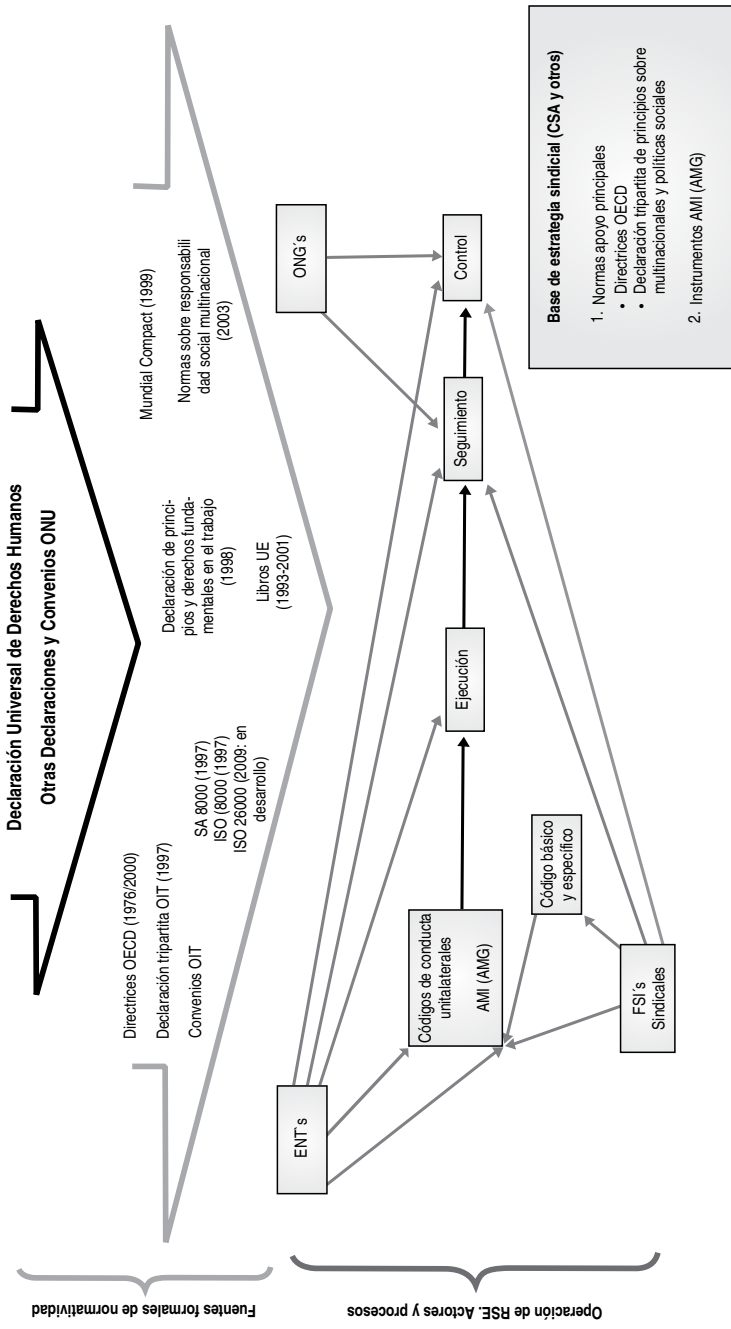 Declaración Universal de Derechos Humanos
Otras Declaraciones y Convenios ONU
Fuentes formales de normatividad
Directrices OECD (1976/2000)
Declaración tripartita OIT (1997)
Convenios OIT
SA 8000 (1997)
ISO (8000 (1997)
ISO 26000 (2009: en
desarrollo)
Declaración de princi-
pios y derechos funda-
mentales en el trabajo
(1998)
Libros UE
(1993-2001)
Mundial Compact (1999)
Normas sobre responsabili
dad social multinacional
(2003)
Operación de RSE. Actores y procesos
ENT`s
ONG´s
Códigos de conducta
unitalaterales
AMI (AMG)
Ejecución
Seguimiento
Control
Código básico
y específico
FSI´s
Sindicales
Base de estrategia sindicial (CSA y otros)
1. Normas apoyo principales
• Directrices OECD
• Declaración tripartita de principios sobre
multinacionales y políticas sociales
2. Instrumentos AMI (AMG)